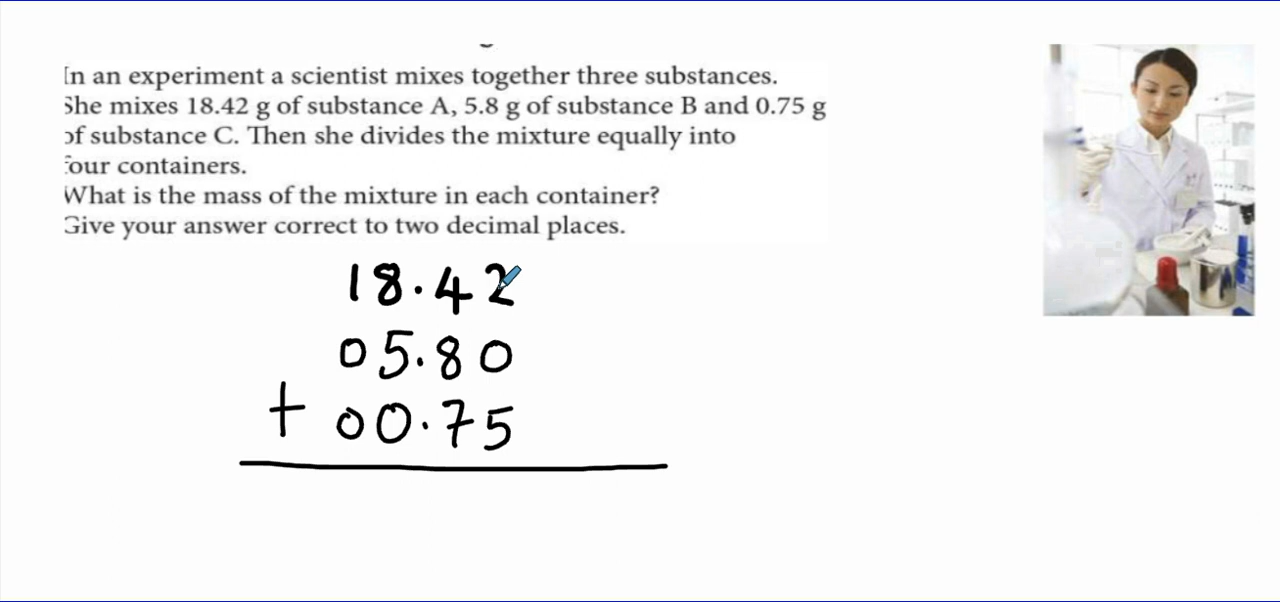 In an experiment a scientist mixes together three substances.
She mixes 18.42 g of substance A, 5.8 g of substance B and 0.75 g
of substance C. Then she divides the mixture equally into
four containers.
What is the mass of the mixture in each container?
Give your answer correct to two decimal places.
18.42
05.80
+ 00.75